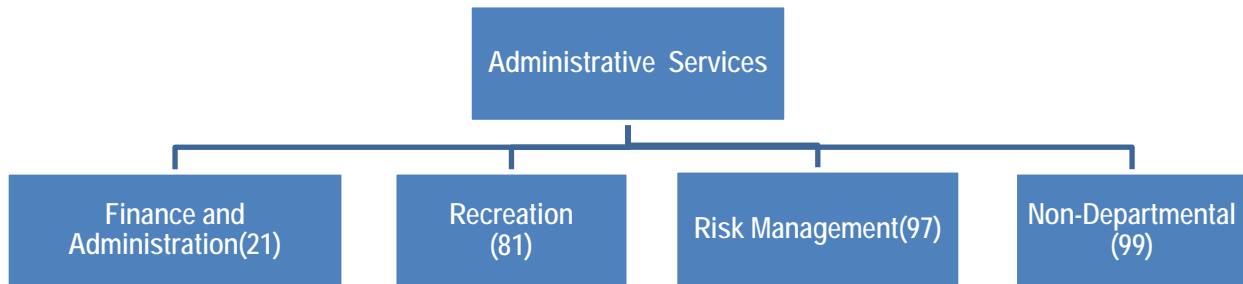 Administrative Services
Finance and
Administration(21)
Recreation
(81)
Risk Management(97)
Non-Departmental
(99)